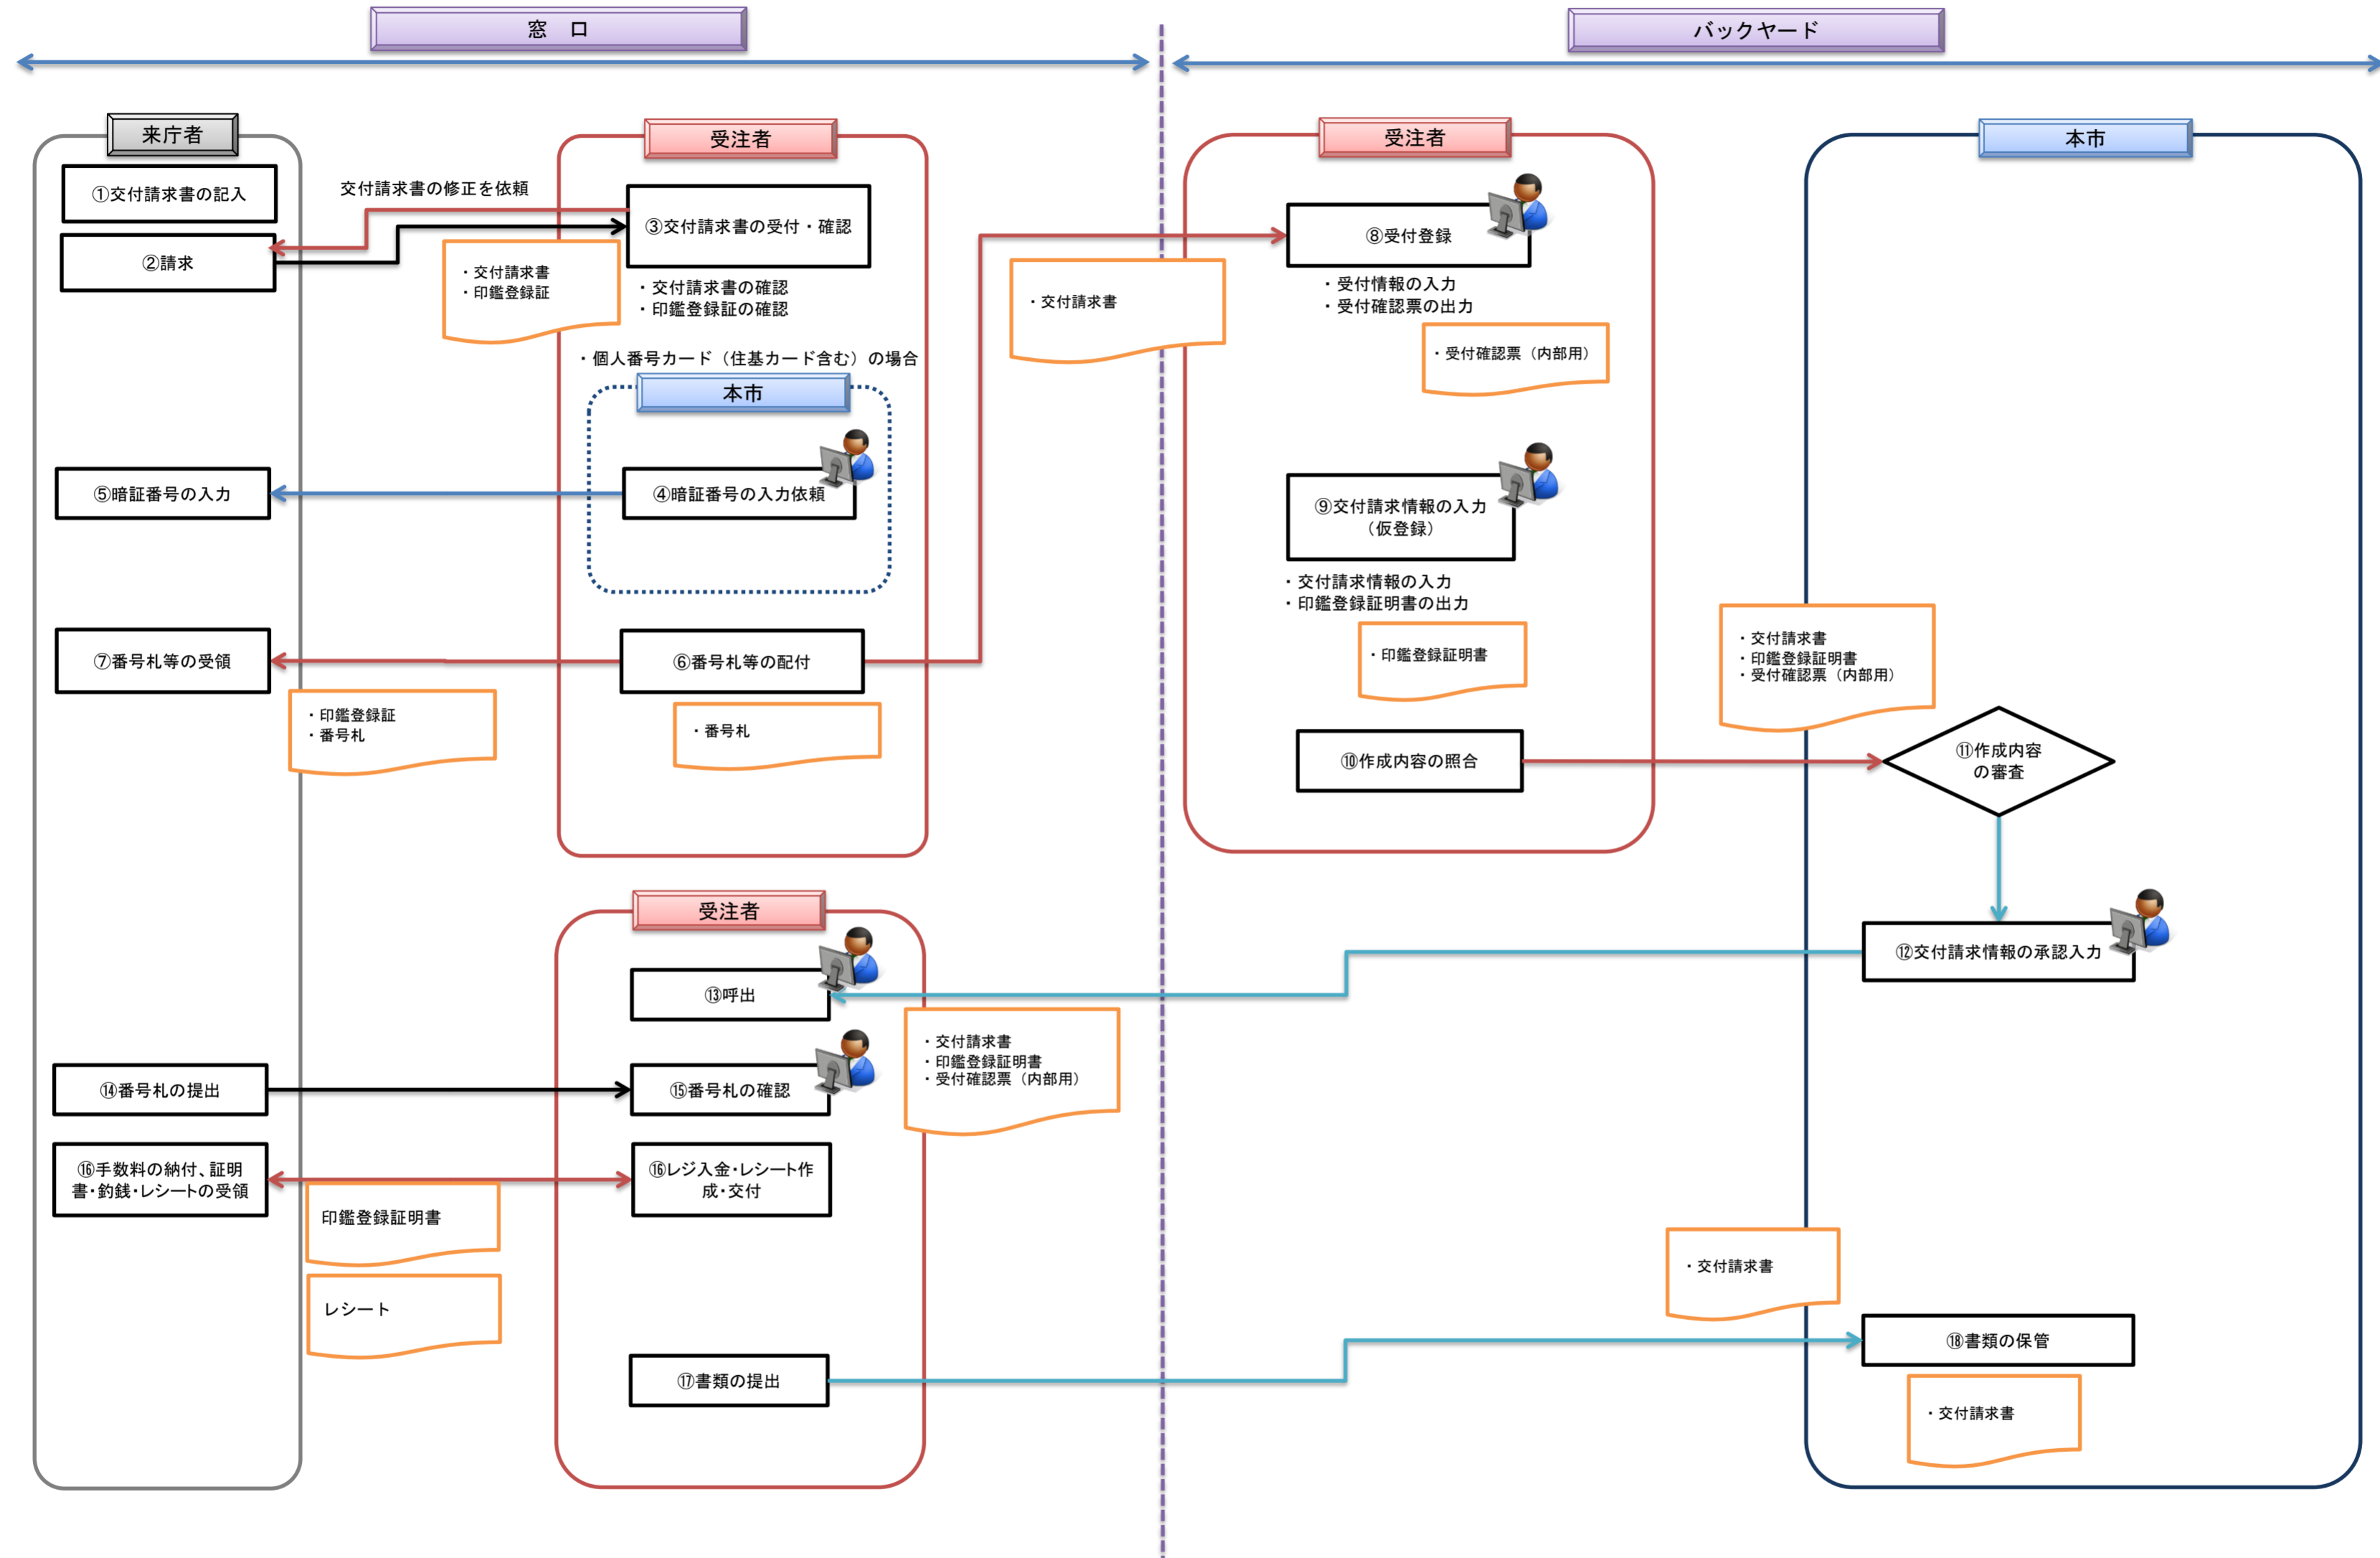 窓　口
バックヤード
来庁者
①交付請求書の記入
②請求
交付請求書の修正を依頼
・交付請求書
・印鑑登録証
受注者
③交付請求書の受付・確認
・交付請求書の確認
・印鑑登録証の確認
・個人番号カード（住基カード含む）の場合
本市
④暗証番号の入力依頼
⑤暗証番号の入力
⑥番号札等の配付
・番号札
⑦番号札等の受領
・印鑑登録証
・番号札
・交付請求書
受注者
⑧受付登録
・受付情報の入力
・受付確認票の出力
・受付確認票（内部用）
⑨交付請求情報の入力
（仮登録）
・交付請求情報の入力
・印鑑登録証明書の出力
・印鑑登録証明書
⑩作成内容の照合
本市
・交付請求書
・印鑑登録証明書
・受付確認票（内部用）
⑪作成内容
の審査
⑫交付請求情報の承認入力
受注者
⑬呼出
・交付請求書
・印鑑登録証明書
・受付確認票（内部用）
⑭番号札の提出
⑮番号札の確認
⑯手数料の納付、証明
書・釣銭・レシートの受領
⑯レジ入金・レシート作
成・交付
印鑑登録証明書
レシート
⑰書類の提出
・交付請求書
⑱書類の保管
・交付請求書